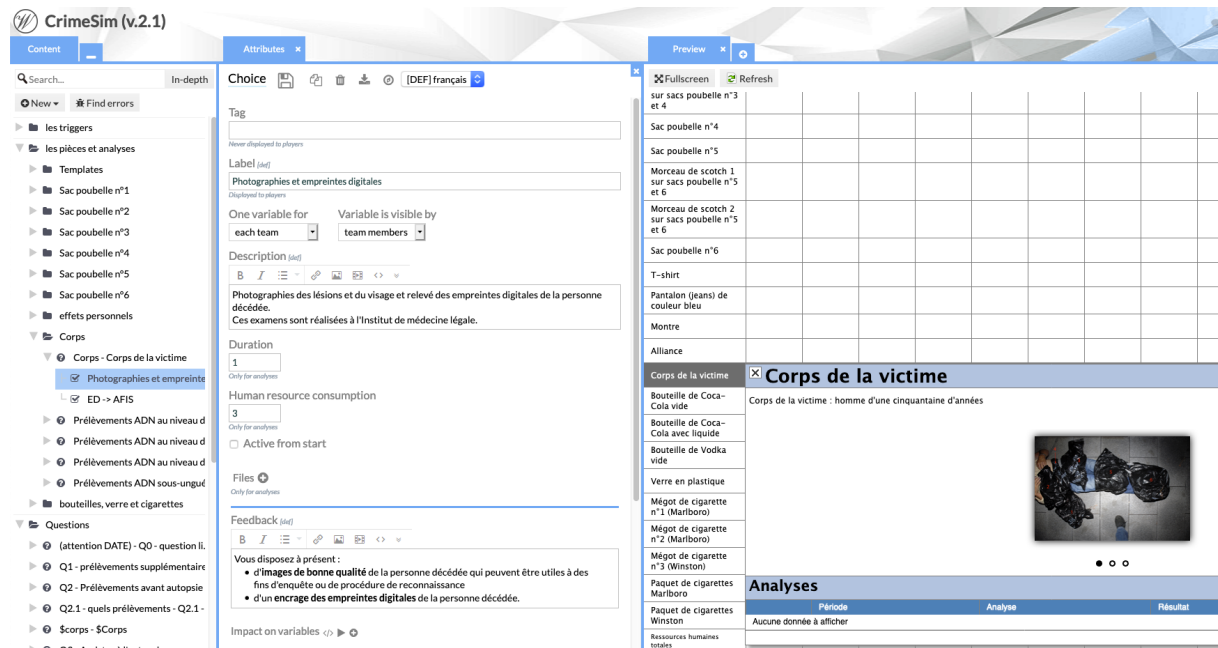 CrimeSim (v.2.1)
Content
Attributes ×
Preview ×
Search...
In-depth
New
Find errors
les triggers
les pièces et analyses
Templates
Sac poubelle n°1
Sac poubelle n°2
Sac poubelle n°3
Sac poubelle n°4
Sac poubelle n°5
Sac poubelle n°6
effets personnels
Corps
Corps - Corps de la victime
Photographies et empreinte
ED -> AFIS
Prélèvements ADN au niveau d
Prélèvements ADN au niveau d
Prélèvements ADN au niveau d
Prélèvements ADN sous-ungué
bouteilles, verre et cigarettes
Questions
(attention DATE) - Q0 - question li.
Q1 - prélèvements supplémentaire
Q2 - Prélèvements avant autopsie
Q2.1 - quels prélèvements - Q2.1 -
$corps - $Corps
Choice
[DEF] français
Tag
Never displayed to players
Label [def]
Photographies et empreintes digitales
Displayed to players
One variable for
Variable is visible by
each team
team members
Description [def]
B I
Photographies des lésions et du visage et relevé des empreintes digitales de la personne
décédée.
Ces examens sont réalisées à l'Institut de médecine légale.
Duration
1
Only for analyses
Human resource consumption
3
Only for analyses
Active from start
Files
Only for analyses
Feedback [def]
B I
Vous disposez à présent :
• d'images de bonne qualité de la personne décédée qui peuvent être utiles à des
fins d'enquête ou de procédure de reconnaissance
• d'un encrage des empreintes digitales de la personne décédée.
Impact on variables
Fullscreen
Refresh
sur sacs poubelle n°3
et 4
Sac poubelle n°4
Sac poubelle n°5
Morceau de scotch 1
sur sacs poubelle n°5
et 6
Morceau de scotch 2
sur sacs poubelle n°5
et 6
Sac poubelle n°6
T-shirt
Pantalon (jeans) de
couleur bleu
Montre
Alliance
Corps de la victime
Bouteille de Coca-
Cola vide
Bouteille de Coca-
Cola avec liquide
Bouteille de Vodka
vide
Verre en plastique
Mégot de cigarette
n°1 (Marlboro)
Mégot de cigarette
n°2 (Marlboro)
Mégot de cigarette
n°3 (Winston)
Paquet de cigarettes
Marlboro
Paquet de cigarettes
Winston
Ressources humaines
totales
Corps de la victime
Corps de la victime : homme d'une cinquantaine d'années
Analyses
Période
Analyse
Résultat
Aucune donnée à afficher